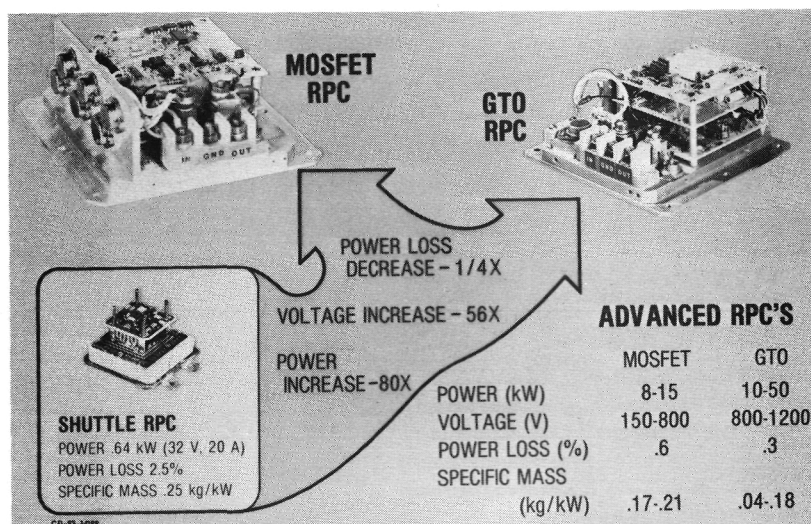 MOSFET
RPC
GTO
RPC
IN GND OUT
IN GND OUT
POWER LOSS
DECREASE – 1/4X
VOLTAGE INCREASE – 56X
POWER
INCREASE–80X
SHUTTLE RPC
POWER .64 kW (32 V, 20 A)
POWER LOSS 2.5%
SPECIFIC MASS .25 kg/kW
ADVANCED RPC'S
MOSFET GTO
POWER (kW) 8-15 10-50
VOLTAGE (V) 150-800 800-1200
POWER LOSS (%) .6 .3
SPECIFIC MASS
(kg/kW) .17-.21 .04-.18